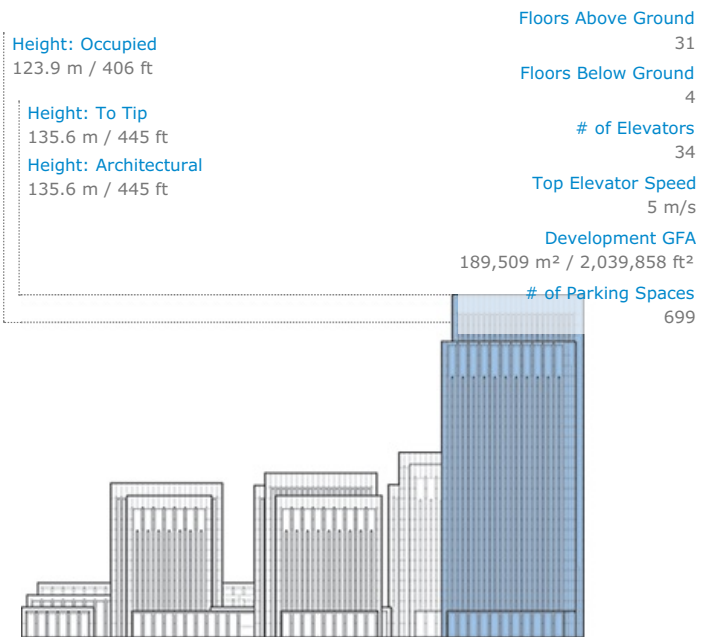 Height: Occupied
123.9 m / 406 ft
Height: To Tip
135.6 m / 445 ft
Height: Architectural
135.6 m / 445 ft
Floors Above Ground
31
Floors Below Ground
4
# of Elevators
34
Top Elevator Speed
5 m/s
Development GFA
189,509 m² / 2,039,858 ft²
# of Parking Spaces
699